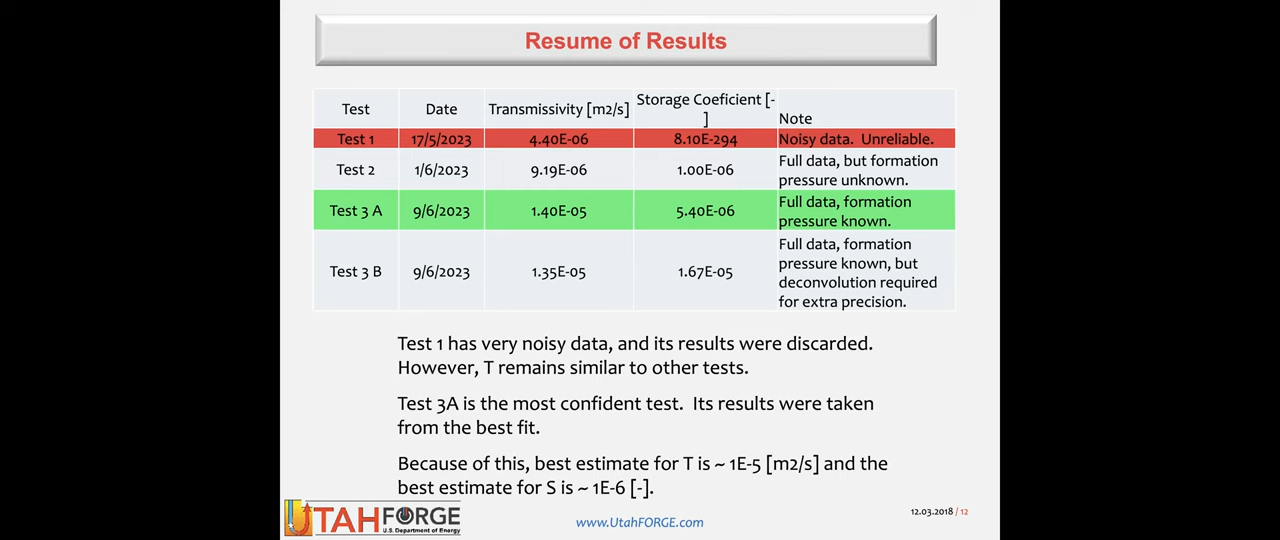 Resume of Results
Test Date Transmissivity [m2/s] Storage Coeficient [-
] Note
Test 1 17/5/2023 4.40E-06 8.10E-294 Noisy data. Unreliable.
Test 2 1/6/2023 9.19E-06 1.00E-06 Full data, but formation
pressure unknown.
Test 3 A 9/6/2023 1.40E-05 5.40E-06 Full data, formation
pressure known.
Test 3 B 9/6/2023 1.35E-05 1.67E-05 Full data, formation
pressure known, but
deconvolution required
for extra precision.
Test 1 has very noisy data, and its results were discarded.
However, T remains similar to other tests.
Test 3A is the most confident test. Its results were taken
from the best fit.
Because of this, best estimate for T is ~ 1E-5 [m2/s] and the
best estimate for S is ~ 1E-6 [-].
UTAH FORGE
U.S. Department of Energy
www.UtahFORGE.com
12.03.2018 / 12